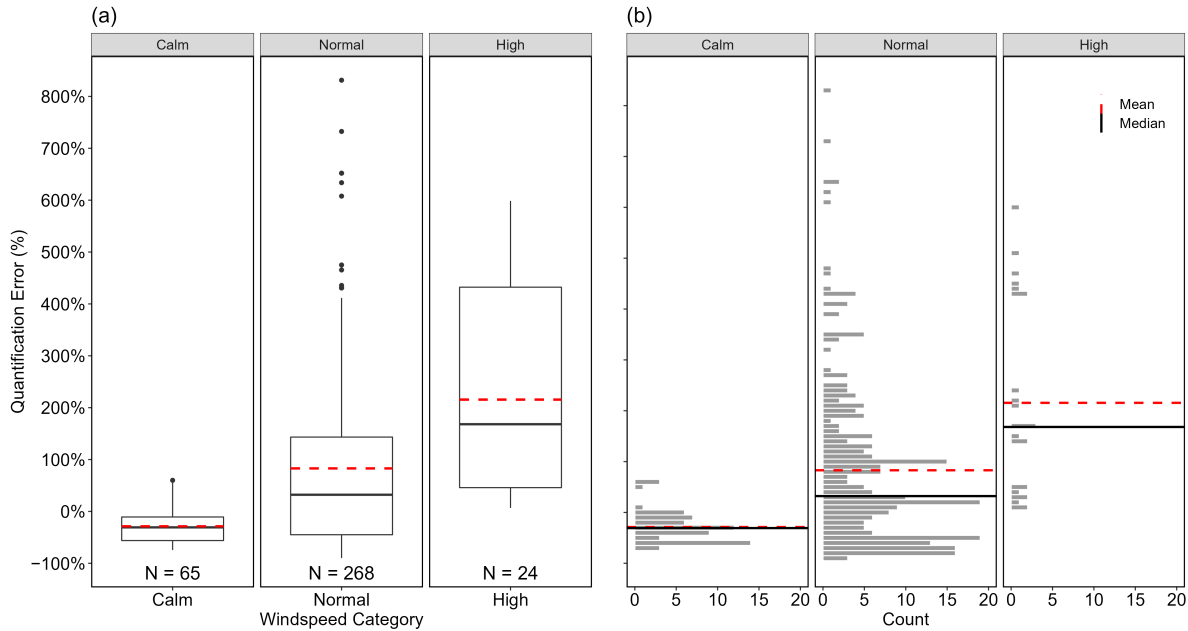 (a)
Calm Normal High
Quantification Error (%)
800%
700%
600%
500%
400%
300%
200%
100%
0%
−100%
N = 65 N = 268 N = 24
Calm Normal High
Windspeed Category
(b)
Calm Normal High
Mean
Median
0 5 10 15 20 0 5 10 15 20 0 5 10 15 20
Count